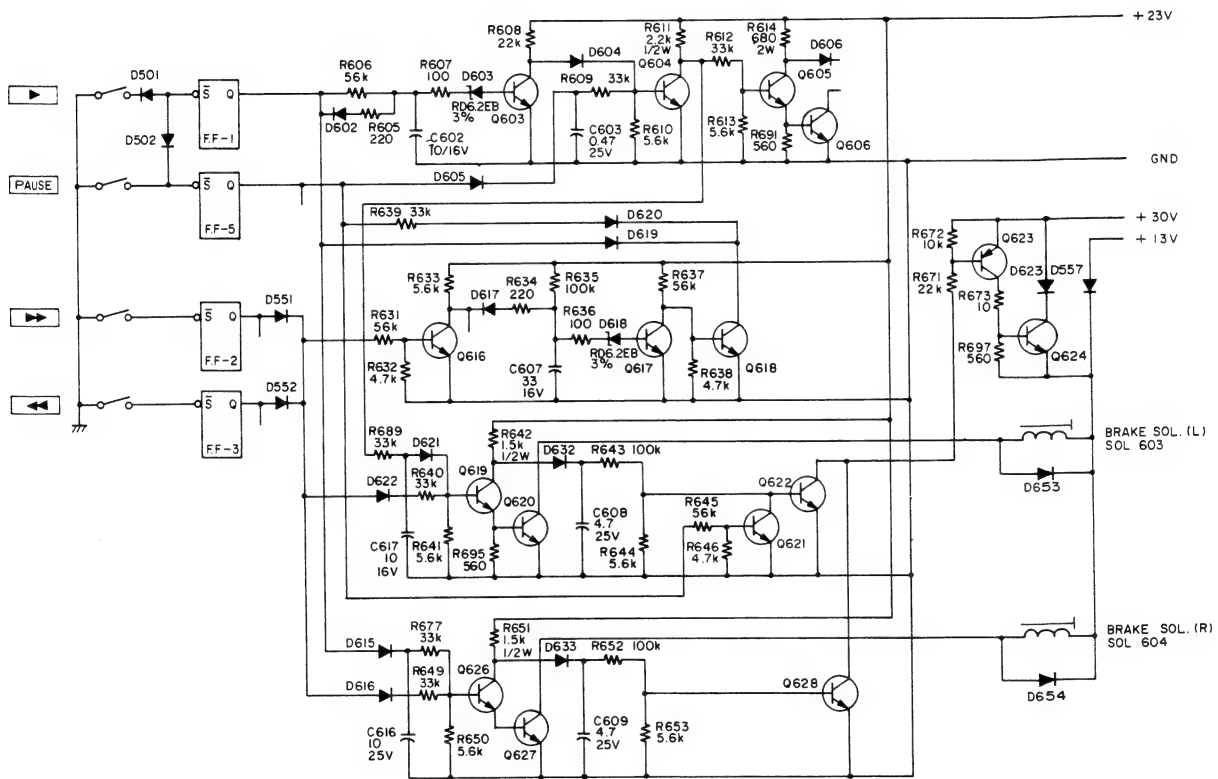 +23V
R608
22k
D604
R611
2.2k
1/2W
R612
33k
R614
680
2W
D606
Q604
Q605
D501
R606
56k
R607
100
D603
R609
33k
S Q
F.F-1
D602
R605
220
RD6.2EB
3%
Q603
C602
10/16V
C603
0.47
25V
R610
5.6k
R613
5.6k
R691
560
Q606
D502
GND
PAUSE
D605
S Q
F.F-5
R639 33k
D620
D619
+30V
+13V
R672
10k
Q623
R671
22k
D623
D557
R673
10
R697
560
Q624
R633
5.6k
R634
220
R635
100k
R637
56k
D617
R636
100
D618
D551
R631
56k
S Q
F.F-2
Q616
R632
4.7k
C607
33
16V
RD6.2EB
3%
Q617
R638
4.7k
Q618
D552
S Q
F.F-3
R689
33k
D621
R642
1.5k
1/2W
D632
R643 100k
BRAKE SOL. (L)
SOL 603
D653
Q619
R640
33k
D622
Q620
Q622
R645
56k
C608
4.7
25V
Q621
C617
10
16V
R641
5.6k
R695
560
R644
5.6k
R646
4.7k
R651
1.5k
1/2W
D633
R652 100k
BRAKE SOL. (R)
SOL 604
D654
D615
R677
33k
Q626
R649
33k
D616
Q628
C616
10
25V
R650
5.6k
Q627
C609
4.7
25V
R653
5.6k